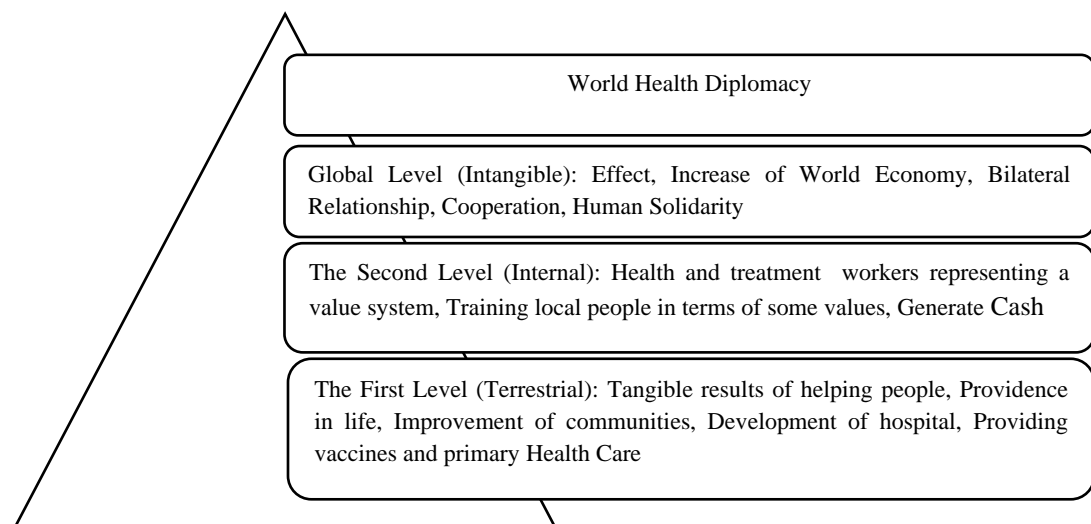 World Health Diplomacy
Global Level (Intangible): Effect, Increase of World Economy, Bilateral
Relationship, Cooperation, Human Solidarity
The Second Level (Internal): Health and treatment workers representing a
value system, Training local people in terms of some values, Generate Cash
The First Level (Terrestrial): Tangible results of helping people, Providence
in life, Improvement of communities, Development of hospital, Providing
vaccines and primary Health Care